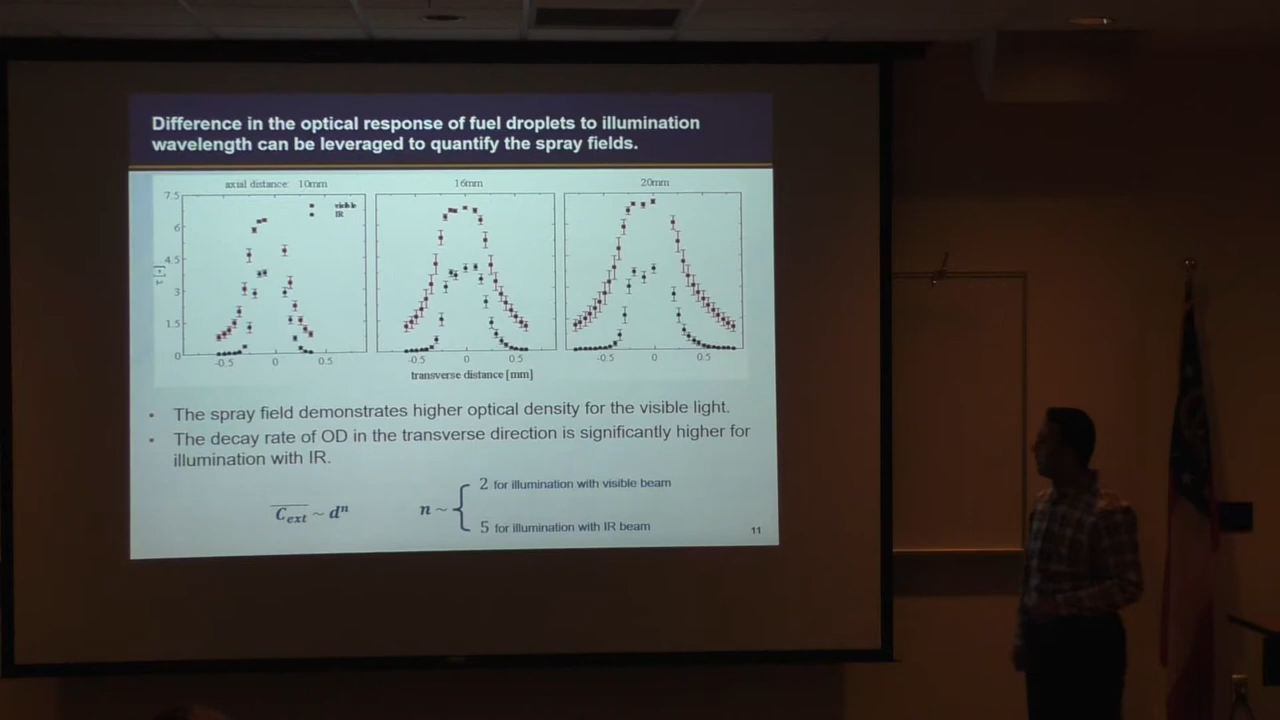 Difference in the optical response of fuel droplets to illumination
wavelength can be leveraged to quantify the spray fields.
axial distance: 10mm
16mm
20mm
visible
IR
7.5
6
4.5
3
1.5
0
-0.5 0 0.5
-0.5 0 0.5
-0.5 0 0.5
transverse distance [mm]
• The spray field demonstrates higher optical density for the visible light.
• The decay rate of OD in the transverse direction is significantly higher for
illumination with IR.
2 for illumination with visible beam
C̅ext ~ dⁿ n ~ {
5 for illumination with IR beam
11